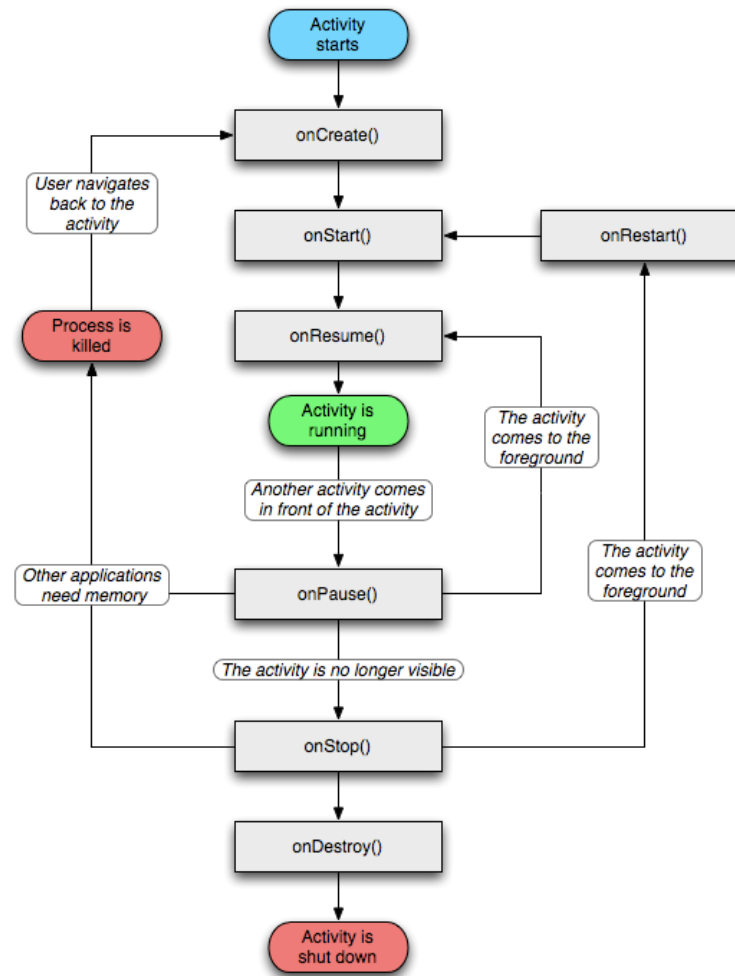 Activity
starts
onCreate()
User navigates
back to the
activity
onStart()
onRestart()
Process is
killed
onResume()
Activity is
running
The activity
comes to the
foreground
Another activity comes
in front of the activity
The activity
comes to the
foreground
Other applications
need memory
onPause()
The activity is no longer visible
onStop()
onDestroy()
Activity is
shut down